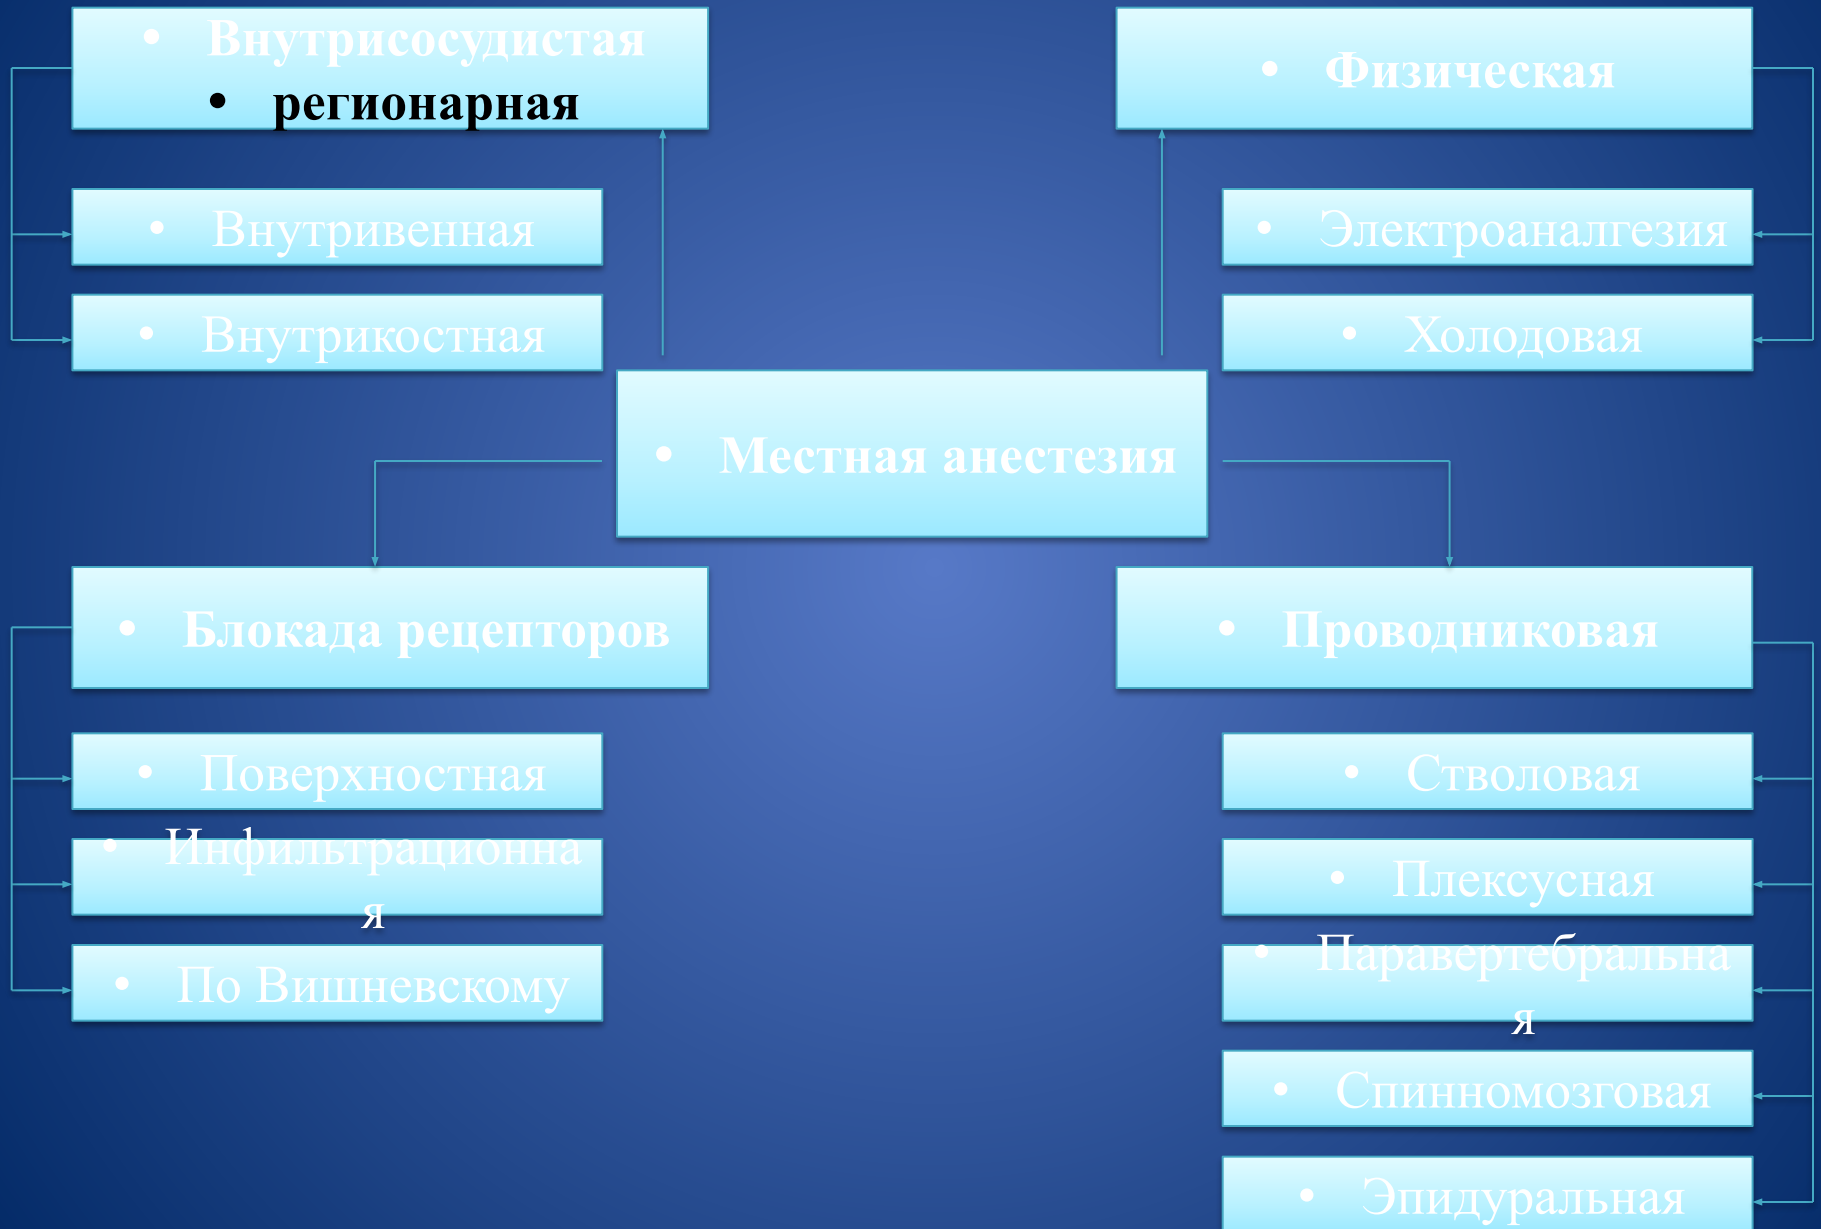 • Внутрисосудистая
• регионарная
• Внутривенная
• Внутрикостная
• Физическая
• Электроаналгезия
• Холодовая
• Местная анестезия
• Блокада рецепторов
• Поверхностная
• Инфильтрационна
я
• По Вишневскому
• Проводниковая
• Стволовая
• Плексусная
• Паравертебральна
я
• Спинномозговая
• Эпидуральная